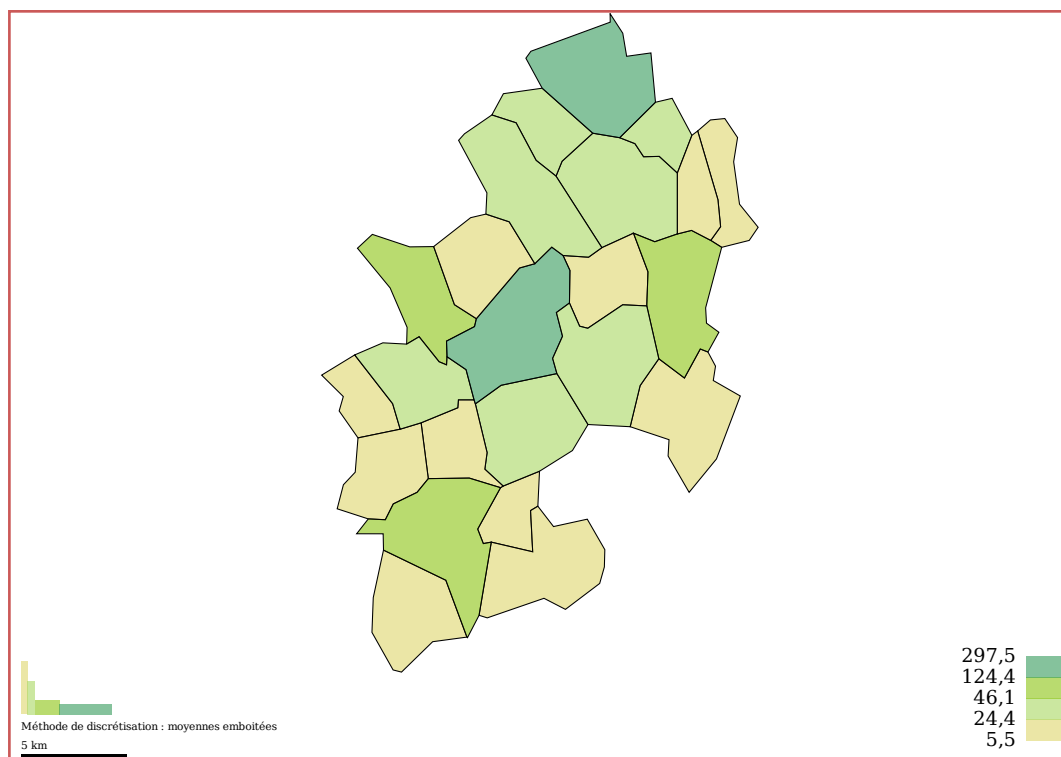 297,5
124,4
46,1
24,4
5,5
Méthode de discrétisation : moyennes emboitées
5 km